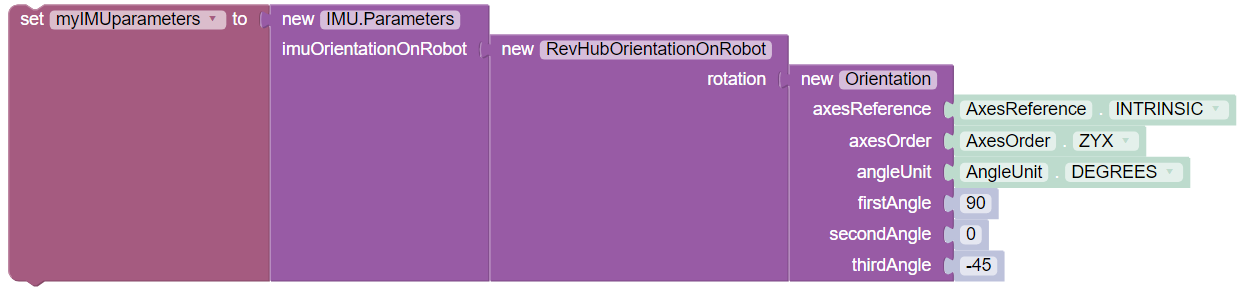 set myIMUparameters to new IMU.Parameters
imuOrientationOnRobot new RevHubOrientationOnRobot
rotation new Orientation
axesReference AxesReference . INTRINSIC
axesOrder AxesOrder . ZYX
angleUnit AngleUnit . DEGREES
firstAngle 90
secondAngle 0
thirdAngle -45